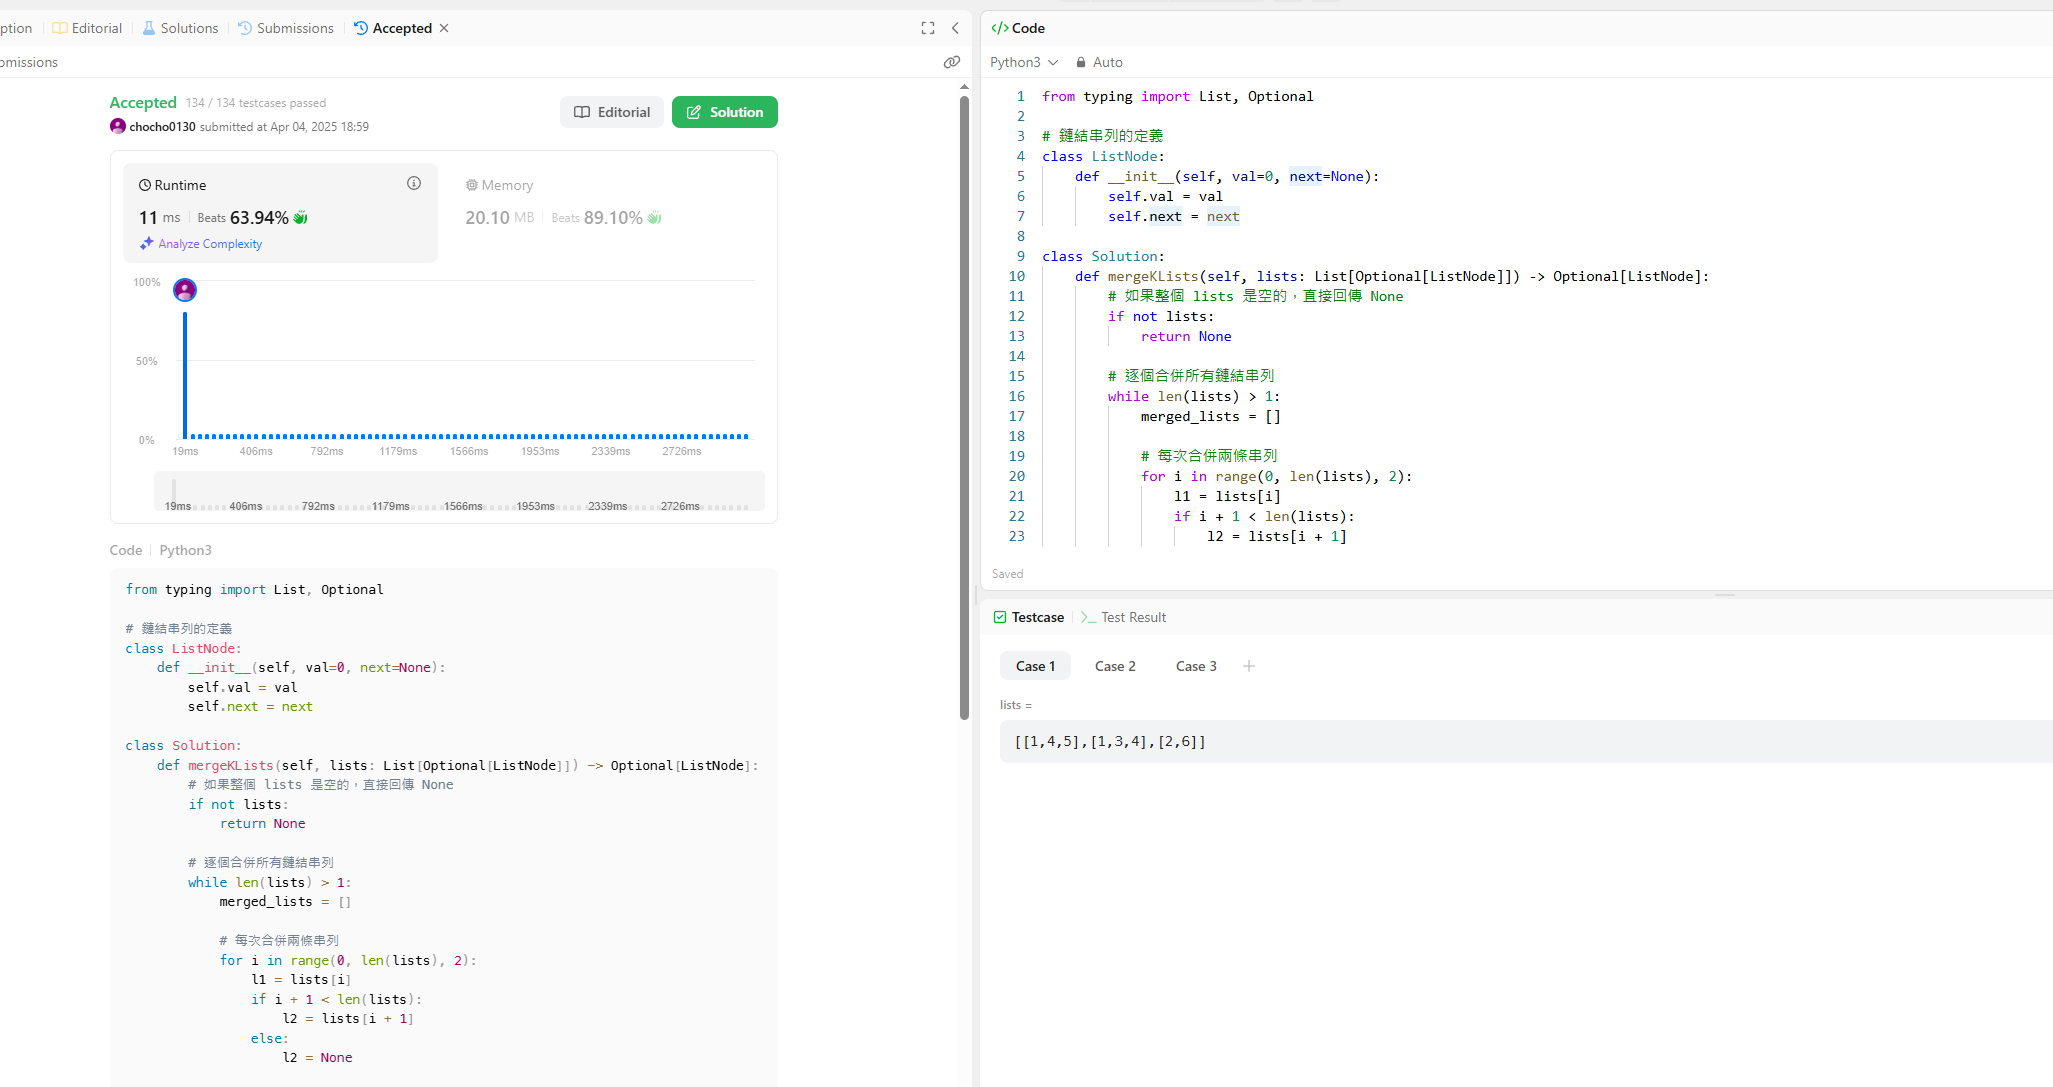 ption
Editorial
Solutions
Submissions
Accepted
omissions
Accepted 134 / 134 testcases passed
chocho0130 submitted at Apr 04, 2025 18:59
Editorial
Solution
Runtime
11 ms Beats 63.94%
Analyze Complexity
Memory
20.10 MB Beats 89.10%
100%
50%
0%
19ms 406ms 792ms 1179ms 1566ms 1953ms 2339ms 2726ms
19ms 406ms 792ms 1179ms 1566ms 1953ms 2339ms 2726ms
Code Python3
from typing import List, Optional
# 鏈結串列的定義
class ListNode:
    def __init__(self, val=0, next=None):
        self.val = val
        self.next = next
class Solution:
    def mergeKLists(self, lists: List[Optional[ListNode]]) -> Optional[ListNode]:
        # 如果整個 lists 是空的，直接回傳 None
        if not lists:
            return None
        # 逐個合併所有鏈結串列
        while len(lists) > 1:
            merged_lists = []
            # 每次合併兩條串列
            for i in range(0, len(lists), 2):
                l1 = lists[i]
                if i + 1 < len(lists):
                    l2 = lists[i + 1]
                else:
                    l2 = None
</> Code
Python3 Auto
1 from typing import List, Optional
2
3 # 鏈結串列的定義
4 class ListNode:
5     def __init__(self, val=0, next=None):
6         self.val = val
7         self.next = next
8
9 class Solution:
10     def mergeKLists(self, lists: List[Optional[ListNode]]) -> Optional[ListNode]:
11         # 如果整個 lists 是空的，直接回傳 None
12         if not lists:
13             return None
14
15         # 逐個合併所有鏈結串列
16         while len(lists) > 1:
17             merged_lists = []
18
19             # 每次合併兩條串列
20             for i in range(0, len(lists), 2):
21                 l1 = lists[i]
22                 if i + 1 < len(lists):
23                     l2 = lists[i + 1]
Saved
Testcase
Test Result
Case 1
Case 2
Case 3
lists =
[[1,4,5],[1,3,4],[2,6]]